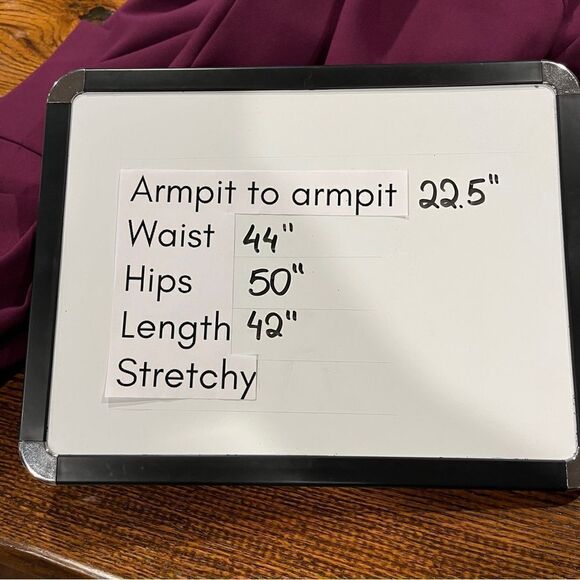 Armpit to armpit 22.5"
Waist 44"
Hips 50"
Length 42"
Stretchy